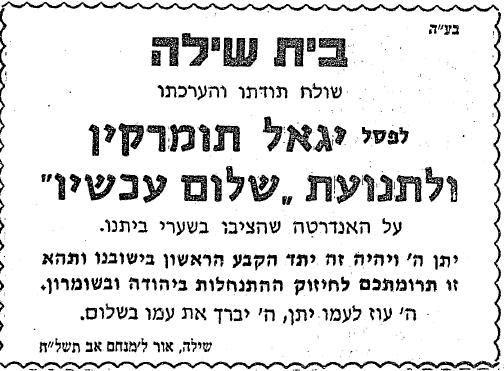 בע״ה
בית שילה
שולח תודתו והערכתו
לפסל יגאל תומרקין
ולתנועת „שלום עכשיו״
על האנדרטה שהציבו בשערי ביתנו.
יתן ה׳ ויהיה זה יתד הקבע הראשון בישובנו ותהא
זו תרומתכם לחיזוק ההתנחלות ביהודה ובשומרון.
ה׳ עוז לעמו יתן, ה׳ יברך את עמו בשלום.
שילה, אור ל׳מנחם אב תשל״ח